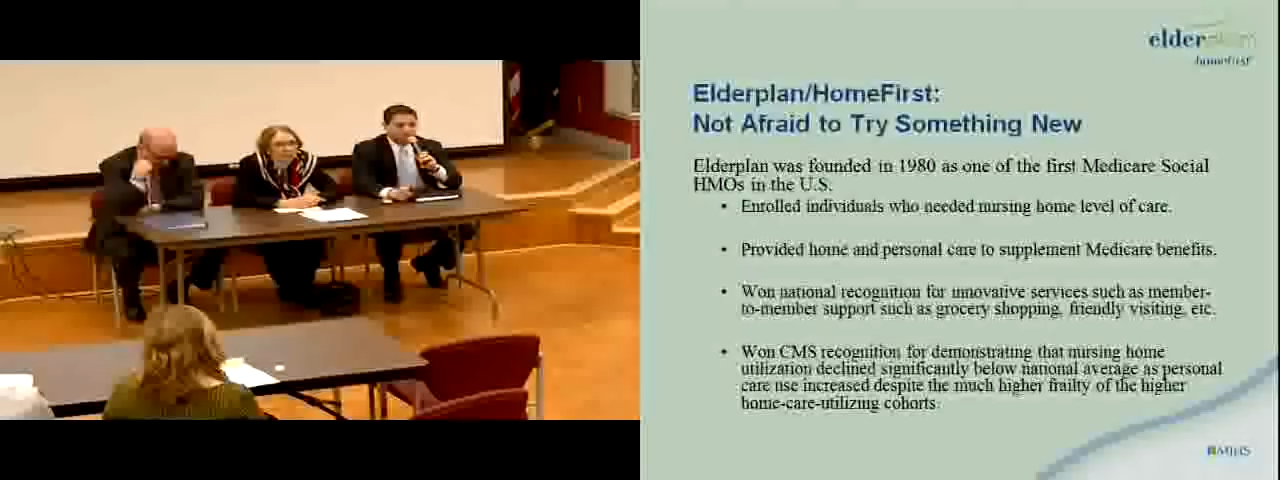 elder
homefirst
Elderplan/HomeFirst:
Not Afraid to Try Something New
Elderplan was founded in 1980 as one of the first Medicare Social
HMOs in the U.S.
• Enrolled individuals who needed nursing home level of care.
• Provided home and personal care to supplement Medicare benefits.
• Won national recognition for innovative services such as member-
to-member support such as grocery shopping, friendly visiting, etc.
• Won CMS recognition for demonstrating that nursing home
utilization declined significantly below national average as personal
care use increased despite the much higher frailty of the higher
home-care-utilizing cohorts.
MJHS